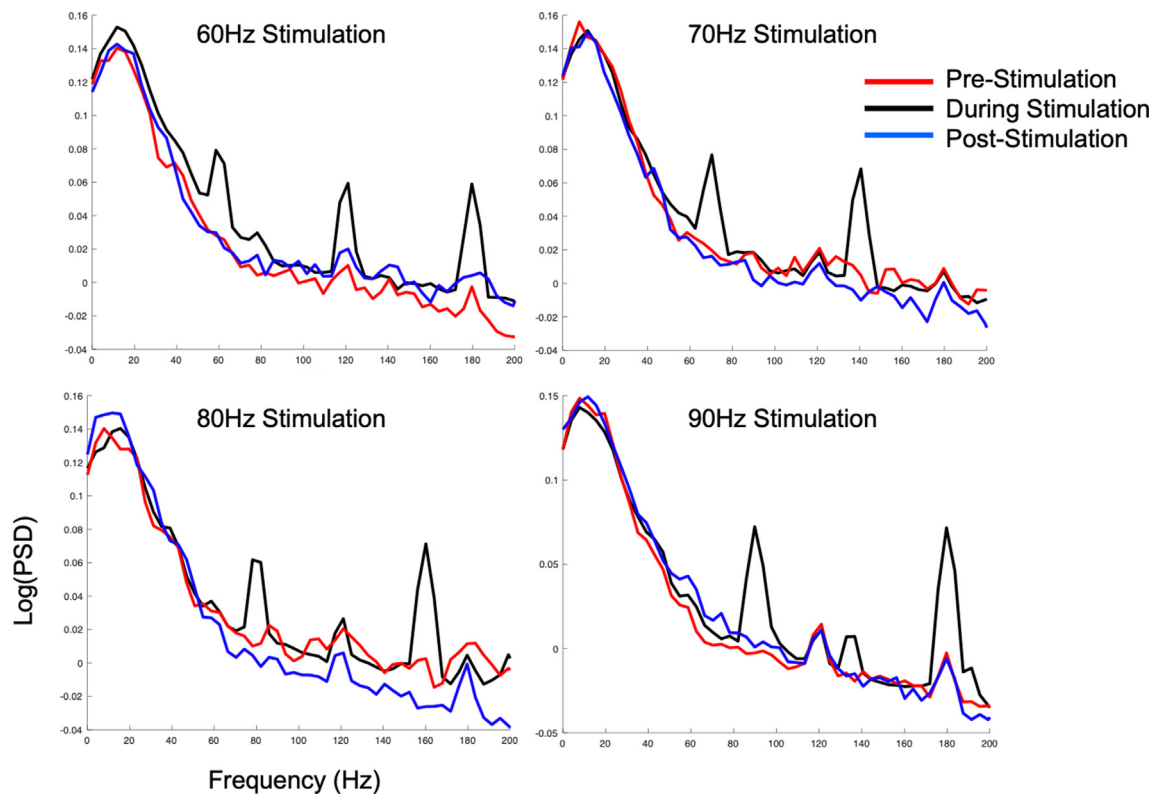 60Hz Stimulation
0.16
0.14
0.12
0.1
0.08
0.06
0.04
0.02
0
-0.02
-0.04
0 20 40 60 80 100 120 140 160 180 200
70Hz Stimulation
0.16
0.14
0.12
0.1
0.08
0.06
0.04
0.02
0
-0.02
-0.04
0 20 40 60 80 100 120 140 160 180 200
Pre-Stimulation
During Stimulation
Post-Stimulation
80Hz Stimulation
0.16
0.14
0.12
0.1
0.08
0.06
0.04
0.02
0
-0.02
-0.04
0 20 40 60 80 100 120 140 160 180 200
90Hz Stimulation
0.15
0.1
0.05
0
-0.05
0 20 40 60 80 100 120 140 160 180 200
Log(PSD)
Frequency (Hz)